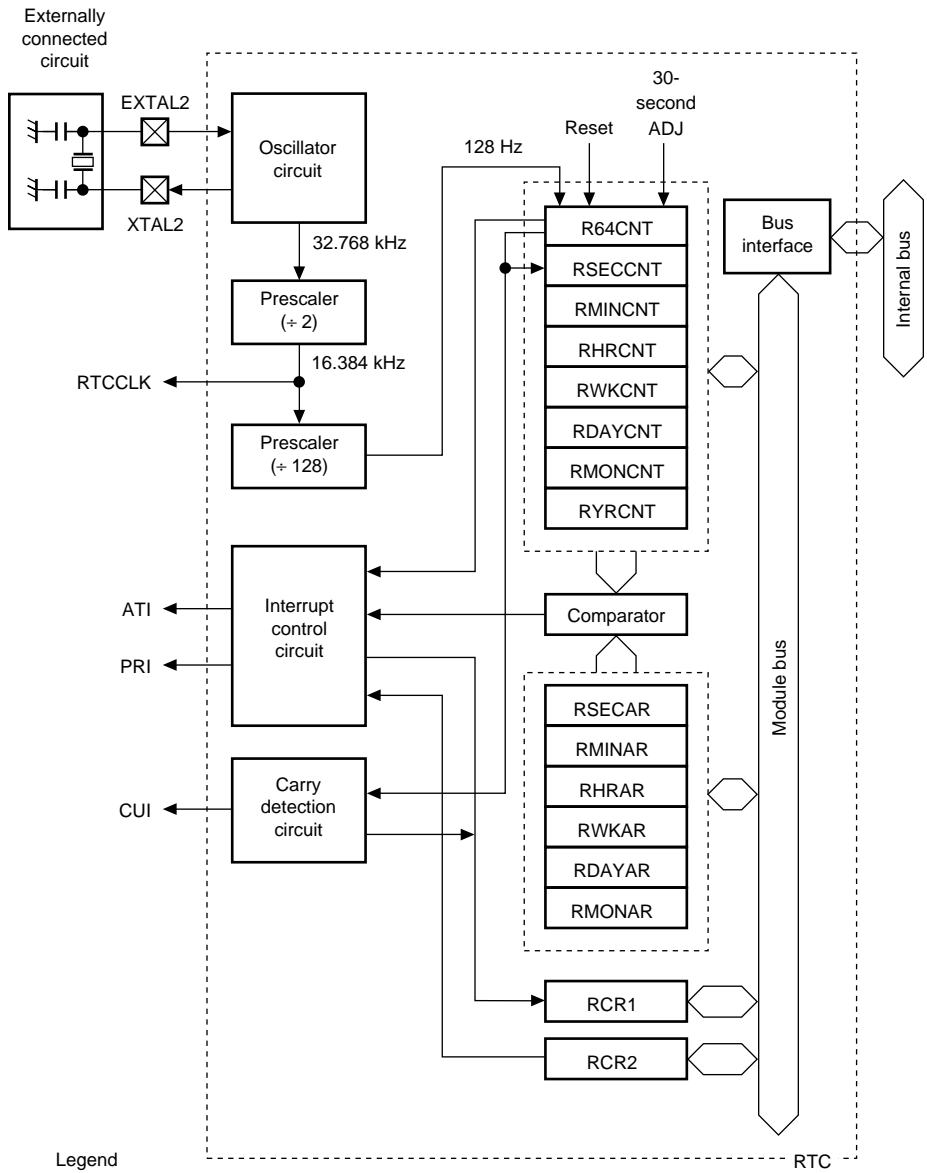 Externally
connected
circuit
EXTAL2
XTAL2
Oscillator
circuit
32.768 kHz
Prescaler
(÷ 2)
16.384 kHz
RTCCLK
Prescaler
(÷ 128)
128 Hz
Reset
30-
second
ADJ
R64CNT
RSECCNT
RMINCNT
RHRCNT
RWKCNT
RDAYCNT
RMONCNT
RYRCNT
Bus
interface
Internal bus
ATI
PRI
Interrupt
control
circuit
Comparator
Module bus
RSECAR
RMINAR
RHRAR
RWKAR
RDAYAR
RMONAR
CUI
Carry
detection
circuit
RCR1
RCR2
Legend
RTC